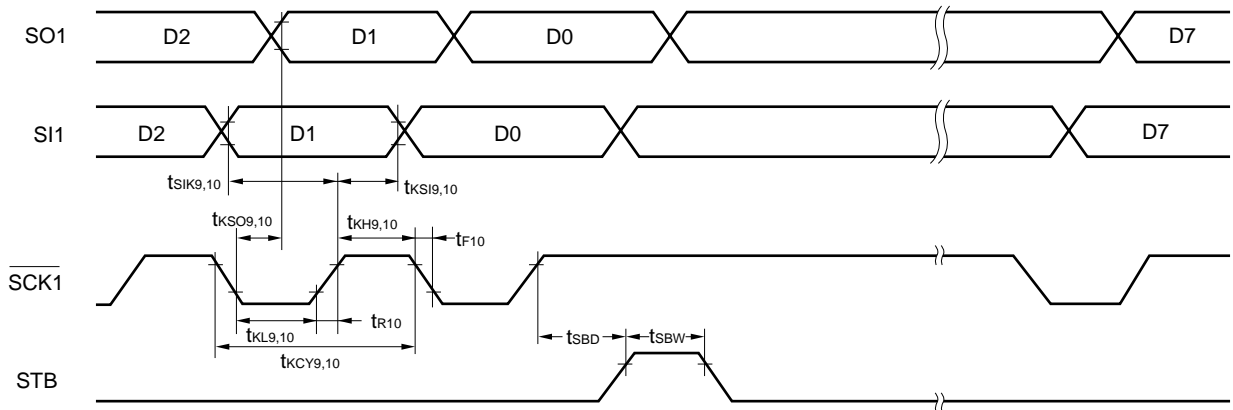 SO1 D2 D1 D0 D7
SI1 D2 D1 D0 D7
tSIK9,10 tKSI9,10
tKSO9,10 tKH9,10 tF10
SCK1
tKL9,10 tR10 tSBD tSBW
tKCY9,10
STB